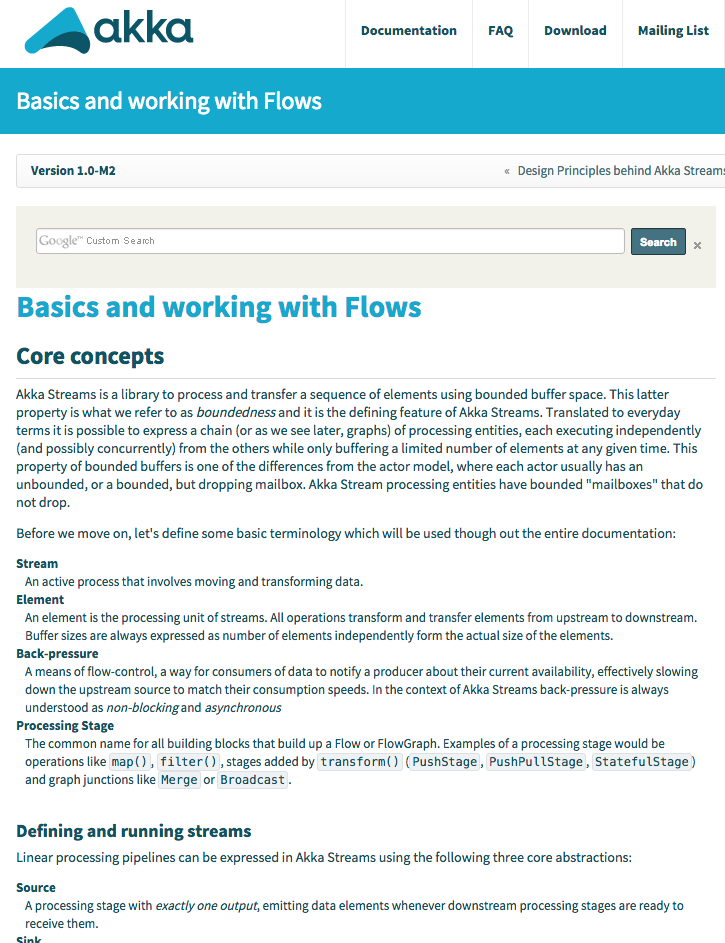 akka
Documentation
FAQ
Download
Mailing List
Basics and working with Flows
Version 1.0-M2
« Design Principles behind Akka Streams
Google™ Custom Search
Search
×
Basics and working with Flows
Core concepts
Akka Streams is a library to process and transfer a sequence of elements using bounded buffer space. This latter
property is what we refer to as boundedness and it is the defining feature of Akka Streams. Translated to everyday
terms it is possible to express a chain (or as we see later, graphs) of processing entities, each executing independently
(and possibly concurrently) from the others while only buffering a limited number of elements at any given time. This
property of bounded buffers is one of the differences from the actor model, where each actor usually has an
unbounded, or a bounded, but dropping mailbox. Akka Stream processing entities have bounded "mailboxes" that do
not drop.
Before we move on, let's define some basic terminology which will be used though out the entire documentation:
Stream
An active process that involves moving and transforming data.
Element
An element is the processing unit of streams. All operations transform and transfer elements from upstream to downstream.
Buffer sizes are always expressed as number of elements independently form the actual size of the elements.
Back-pressure
A means of flow-control, a way for consumers of data to notify a producer about their current availability, effectively slowing
down the upstream source to match their consumption speeds. In the context of Akka Streams back-pressure is always
understood as non-blocking and asynchronous
Processing Stage
The common name for all building blocks that build up a Flow or FlowGraph. Examples of a processing stage would be
operations like map(), filter(), stages added by transform() (PushStage, PushPullStage, StatefulStage)
and graph junctions like Merge or Broadcast.
Defining and running streams
Linear processing pipelines can be expressed in Akka Streams using the following three core abstractions:
Source
A processing stage with exactly one output, emitting data elements whenever downstream processing stages are ready to
receive them.
Sink